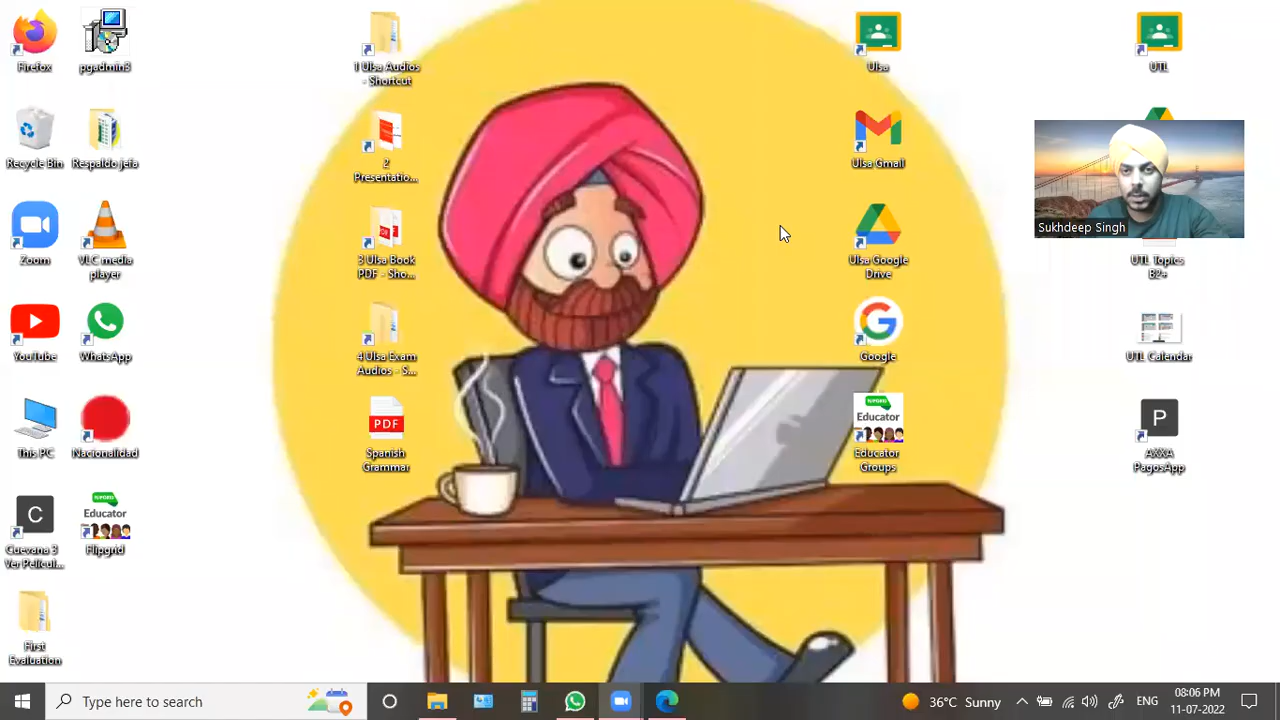 Firefox
pgadmin3
1 Ulsa Audios
- Shortcut
Ulsa
UTL
Recycle Bin
Respaldo jefa
2
Presentatio...
Ulsa Gmail
Sukhdeep Singh
Zoom
VLC media
player
3 Ulsa Book
PDF - Sho...
Ulsa Google
Drive
UTL Topics
B2+
YouTube
WhatsApp
4 Ulsa Exam
Audios - S...
Google
UTL Calendar
This PC
Nacionalidad
PDF
Spanish
Grammar
FLIPGRID
Educator
Educator
Groups
P
AXXA
PagosApp
C
Cuevana 3
Ver Películ...
FLIPGRID
Educator
Flipgrid
First
Evaluation
Type here to search
36°C Sunny
ENG
08:06 PM
11-07-2022